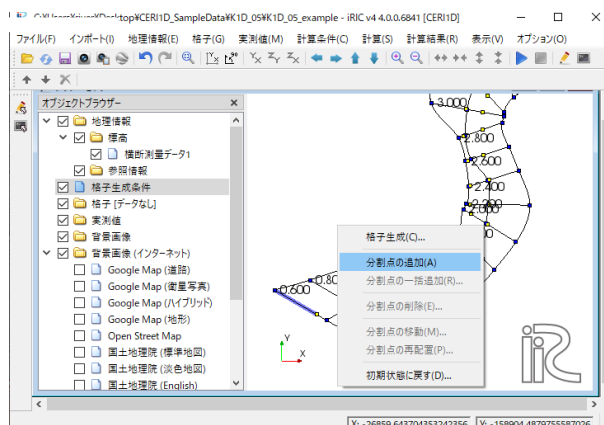 C:¥Users¥river¥Desktop¥CERI1D_SampleData¥K1D_05¥K1D_05_example - iRIC v4 4.0.0.6841 [CERI1D]
ファイル(F) インポート(I) 地理情報(E) 格子(G) 実測値(M) 計算条件(C) 計算(S) 計算結果(R) 表示(V) オプション(O)
オブジェクトブラウザー
地理情報
標高
横断測量データ1
参照情報
格子生成条件
格子 [データなし]
実測値
背景画像
背景画像 (インターネット)
Google Map (道路)
Google Map (衛星写真)
Google Map (ハイブリッド)
Google Map (地形)
Open Street Map
国土地理院 (標準地図)
国土地理院 (淡色地図)
国土地理院 (English)
3.000
2.800
2.600
2.400
0.80
0.600
Y
X
格子生成(C)...
分割点の追加(A)
分割点の一括追加(R)...
分割点の削除(E)...
分割点の移動(M)...
分割点の再配置(P)...
初期状態に戻す(D)...
iRIC
X: -26859.643704353242356 Y: -158904.4879755587026